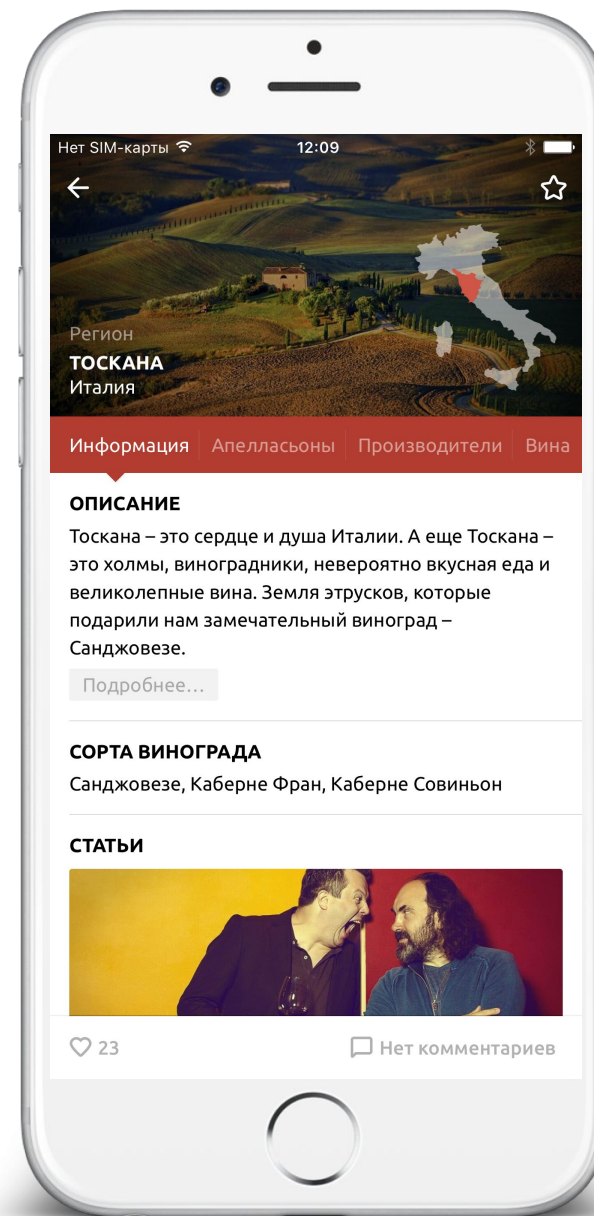 Нет SIM-карты 12:09
Регион
ТОСКАНА
Италия
Информация Апелласьоны Производители Вина
ОПИСАНИЕ
Тоскана – это сердце и душа Италии. А еще Тоскана –
это холмы, виноградники, невероятно вкусная еда и
великолепные вина. Земля этрусков, которые
подарили нам замечательный виноград –
Санджовезе.
Подробнее...
СОРТА ВИНОГРАДА
Санджовезе, Каберне Фран, Каберне Совиньон
СТАТЬИ
23 Нет комментариев